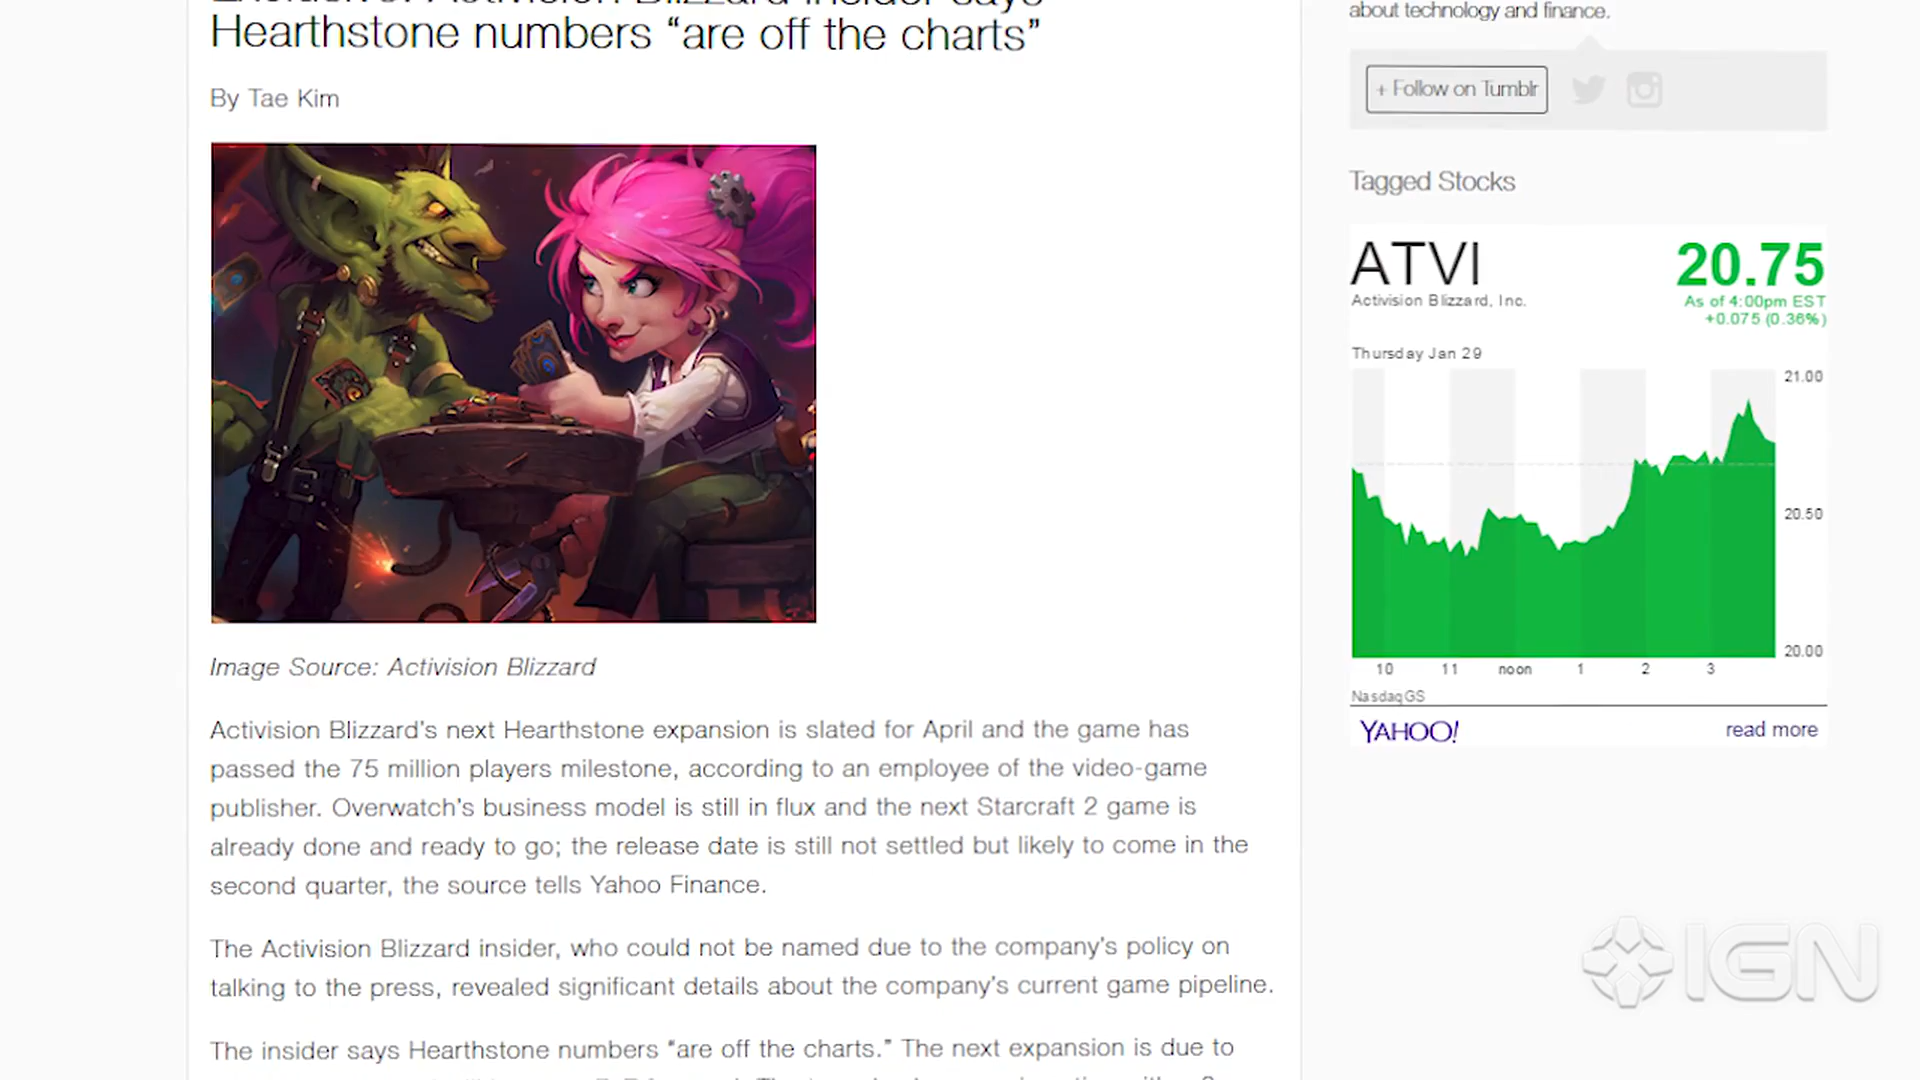 Exclusive: Activision Blizzard insider says
Hearthstone numbers “are off the charts”
By Tae Kim
Image Source: Activision Blizzard
Activision Blizzard’s next Hearthstone expansion is slated for April and the game has
passed the 75 million players milestone, according to an employee of the video-game
publisher. Overwatch’s business model is still in flux and the next Starcraft 2 game is
already done and ready to go; the release date is still not settled but likely to come in the
second quarter, the source tells Yahoo Finance.
The Activision Blizzard insider, who could not be named due to the company’s policy on
talking to the press, revealed significant details about the company’s current game pipeline.
The insider says Hearthstone numbers “are off the charts.” The next expansion is due to
about technology and finance.
+ Follow on Tumblr
Tagged Stocks
ATVI
20.75
Activision Blizzard, Inc.
As of 4:00pm EST
+0.075 (0.36%)
Thursday Jan 29
21.00
20.50
20.00
10 11 noon 1 2 3
NasdaqGS
YAHOO!
read more
IGN